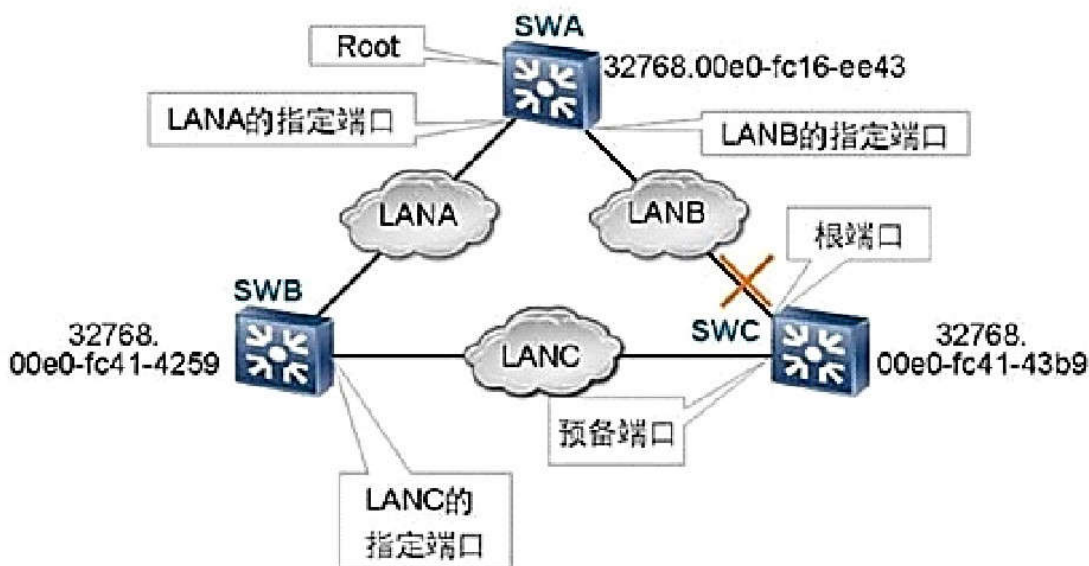 SWA
Root
32768.00e0-fc16-ee43
LANA的指定端口
LANB的指定端口
LANA
LANB
根端口
SWB
SWC
32768.
00e0-fc41-4259
LANC
32768.
00e0-fc41-43b9
预备端口
LANC的
指定端口